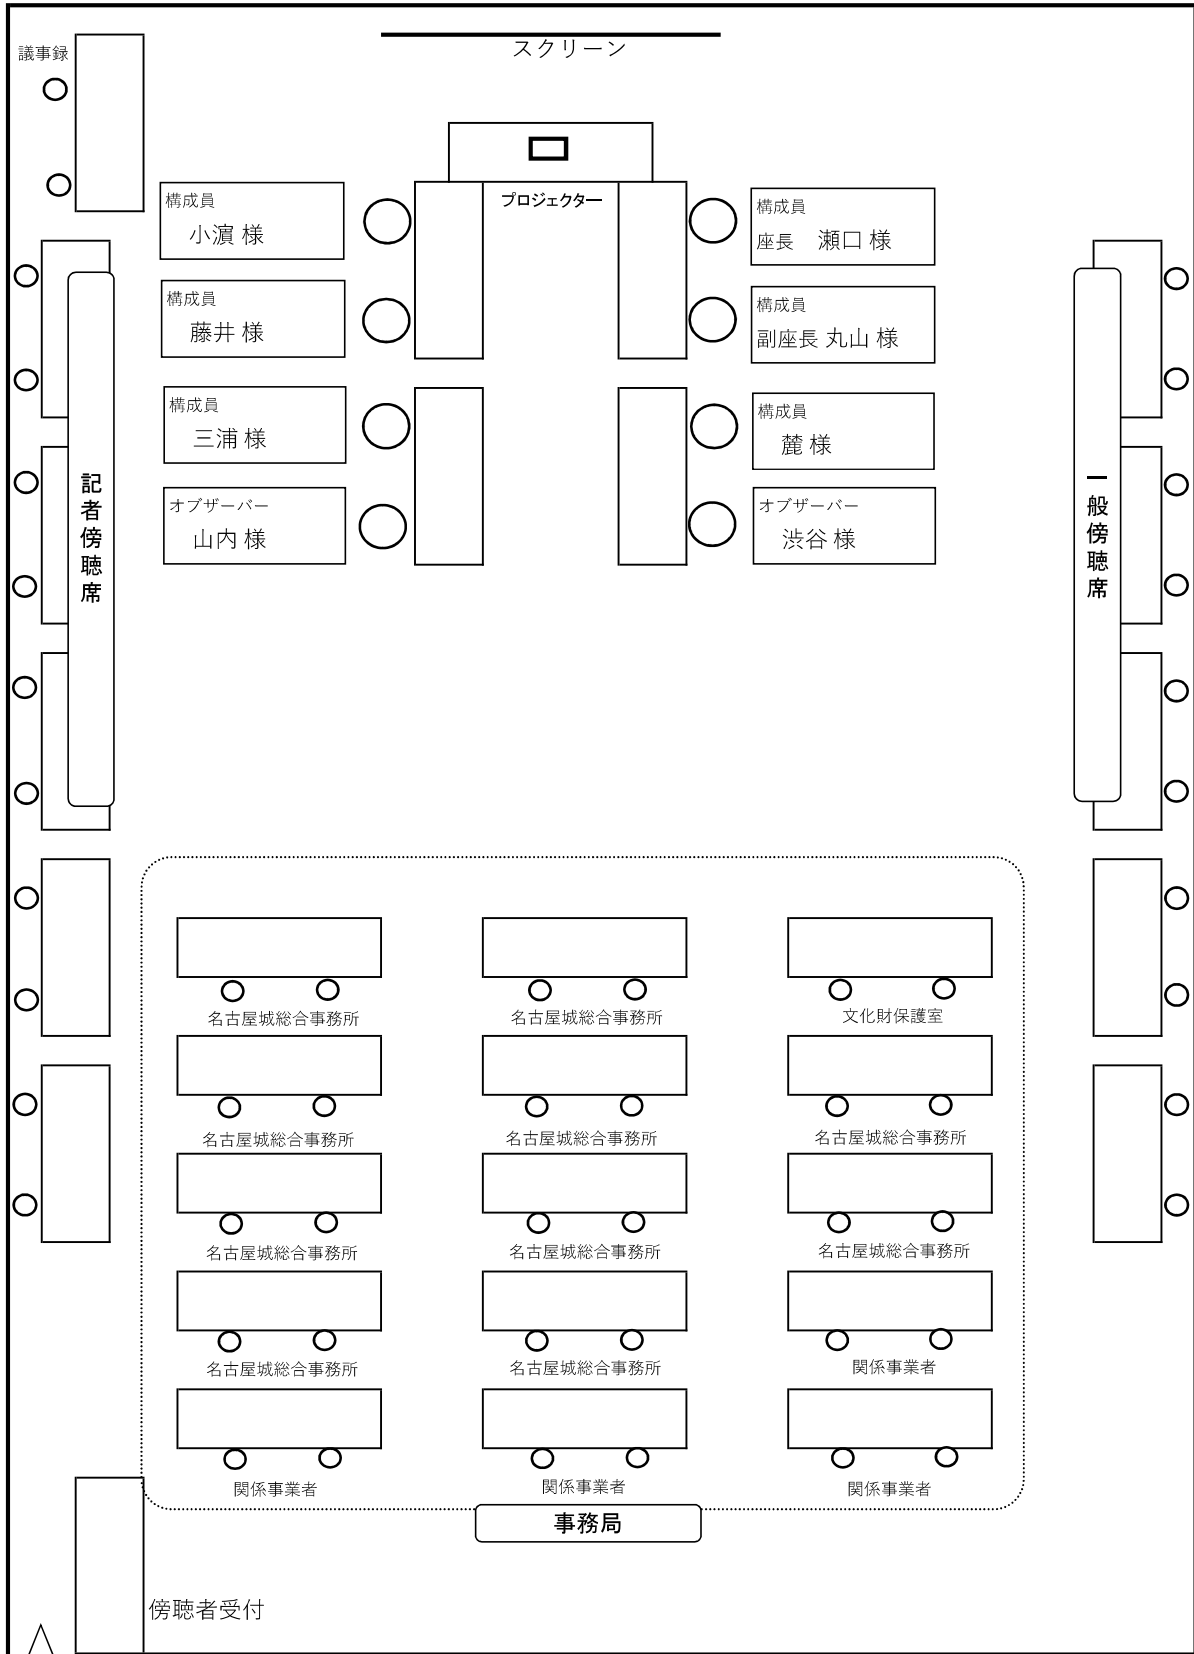 議事録
スクリーン
プロジェクター
構成員
小濵 様
構成員
座長 瀬口 様
構成員
藤井 様
構成員
副座長 丸山 様
構成員
三浦 様
構成員
麓 様
オブザーバー
山内 様
オブザーバー
渋谷 様
記者傍聴席
一般傍聴席
名古屋城総合事務所
名古屋城総合事務所
文化財保護室
名古屋城総合事務所
名古屋城総合事務所
名古屋城総合事務所
名古屋城総合事務所
名古屋城総合事務所
名古屋城総合事務所
名古屋城総合事務所
名古屋城総合事務所
関係事業者
関係事業者
関係事業者
関係事業者
事務局
傍聴者受付